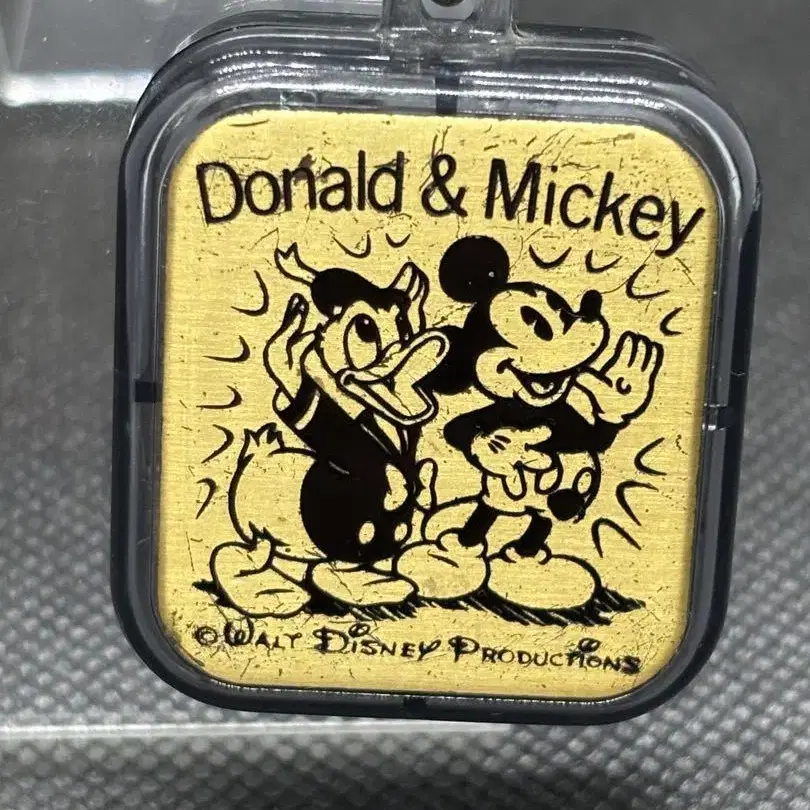 Donald & Mickey
© WALT DISNEY PRODUCTIONS